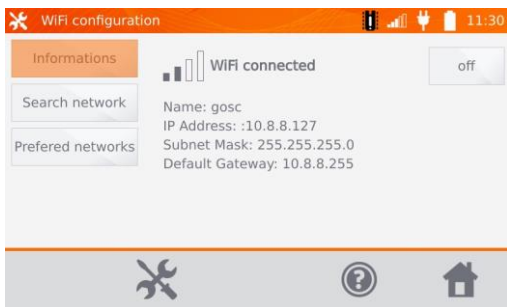 WiFi configuration
11:30
Informations
WiFi connected
off
Search network
Name: gosc
IP Address: :10.8.8.127
Prefered networks
Subnet Mask: 255.255.255.0
Default Gateway: 10.8.8.255